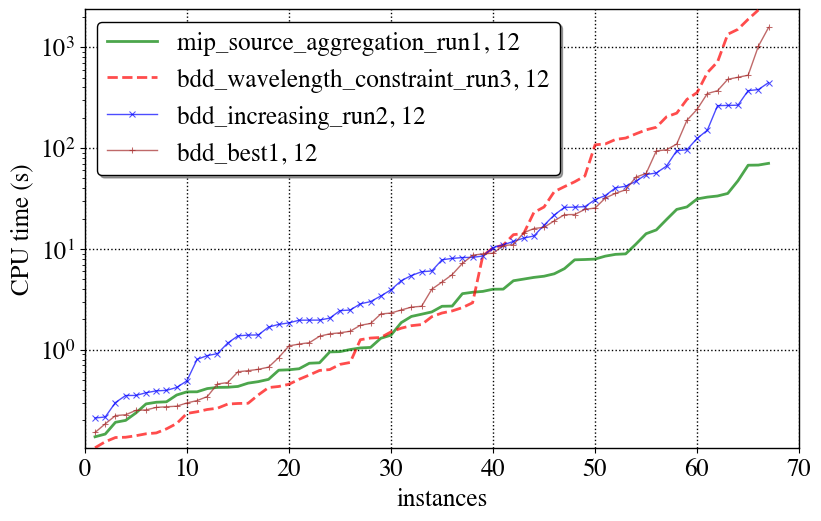 10³
10²
10¹
10⁰
CPU time (s)
mip_source_aggregation_run1, 12
bdd_wavelength_constraint_run3, 12
bdd_increasing_run2, 12
bdd_best1, 12
0 10 20 30 40 50 60 70
instances